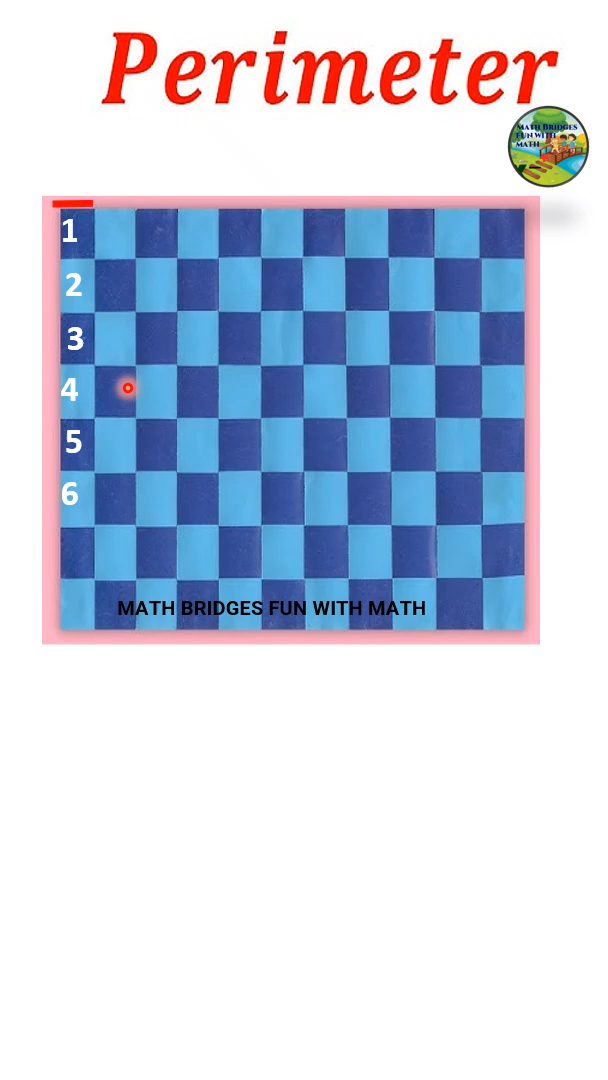 Perimeter
MATH BRIDGES
FUN WITH
MATH
1
2
3
4
5
6
MATH BRIDGES FUN WITH MATH